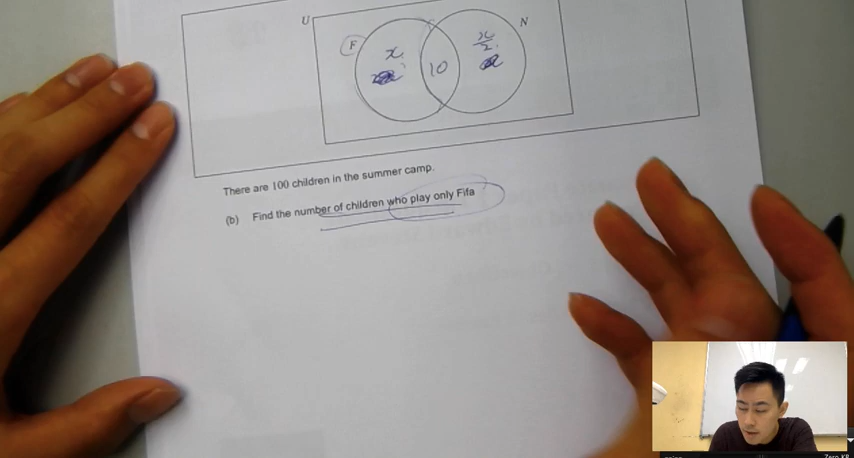 U
N
F
x
x/2
10
There are 100 children in the summer camp.
(b) Find the number of children who play only Fifa